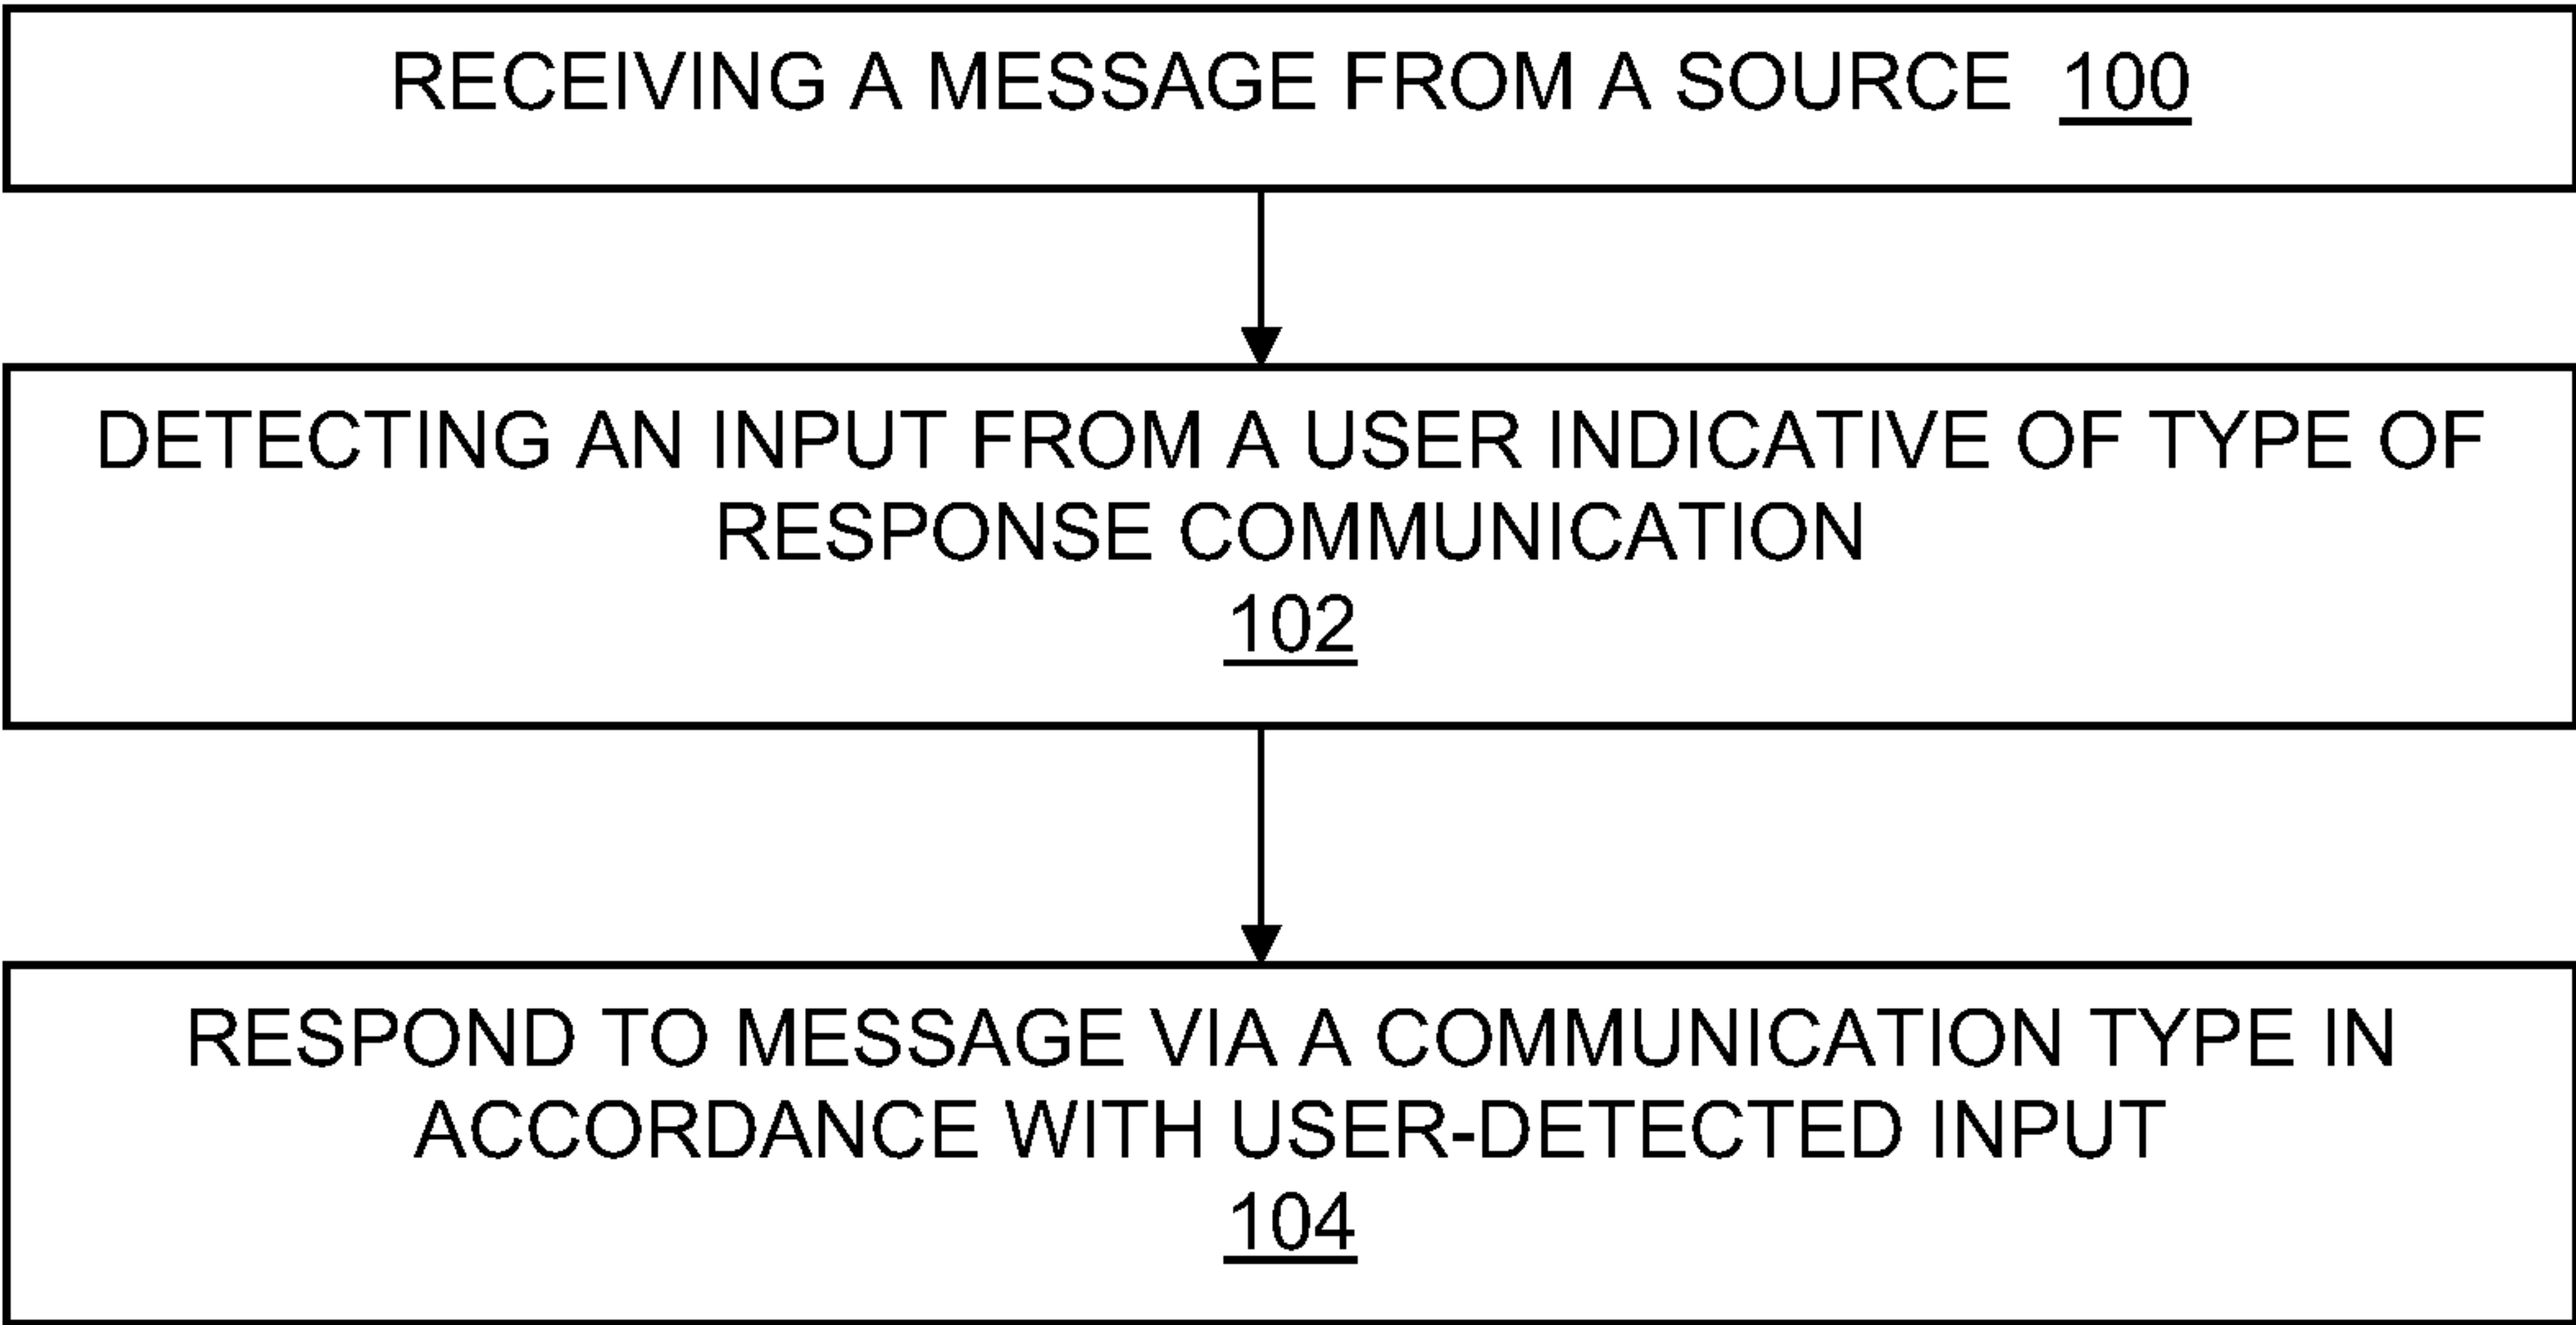 RECEIVING A MESSAGE FROM A SOURCE 100
DETECTING AN INPUT FROM A USER INDICATIVE OF TYPE OF
RESPONSE COMMUNICATION
102
RESPOND TO MESSAGE VIA A COMMUNICATION TYPE IN
ACCORDANCE WITH USER-DETECTED INPUT
104